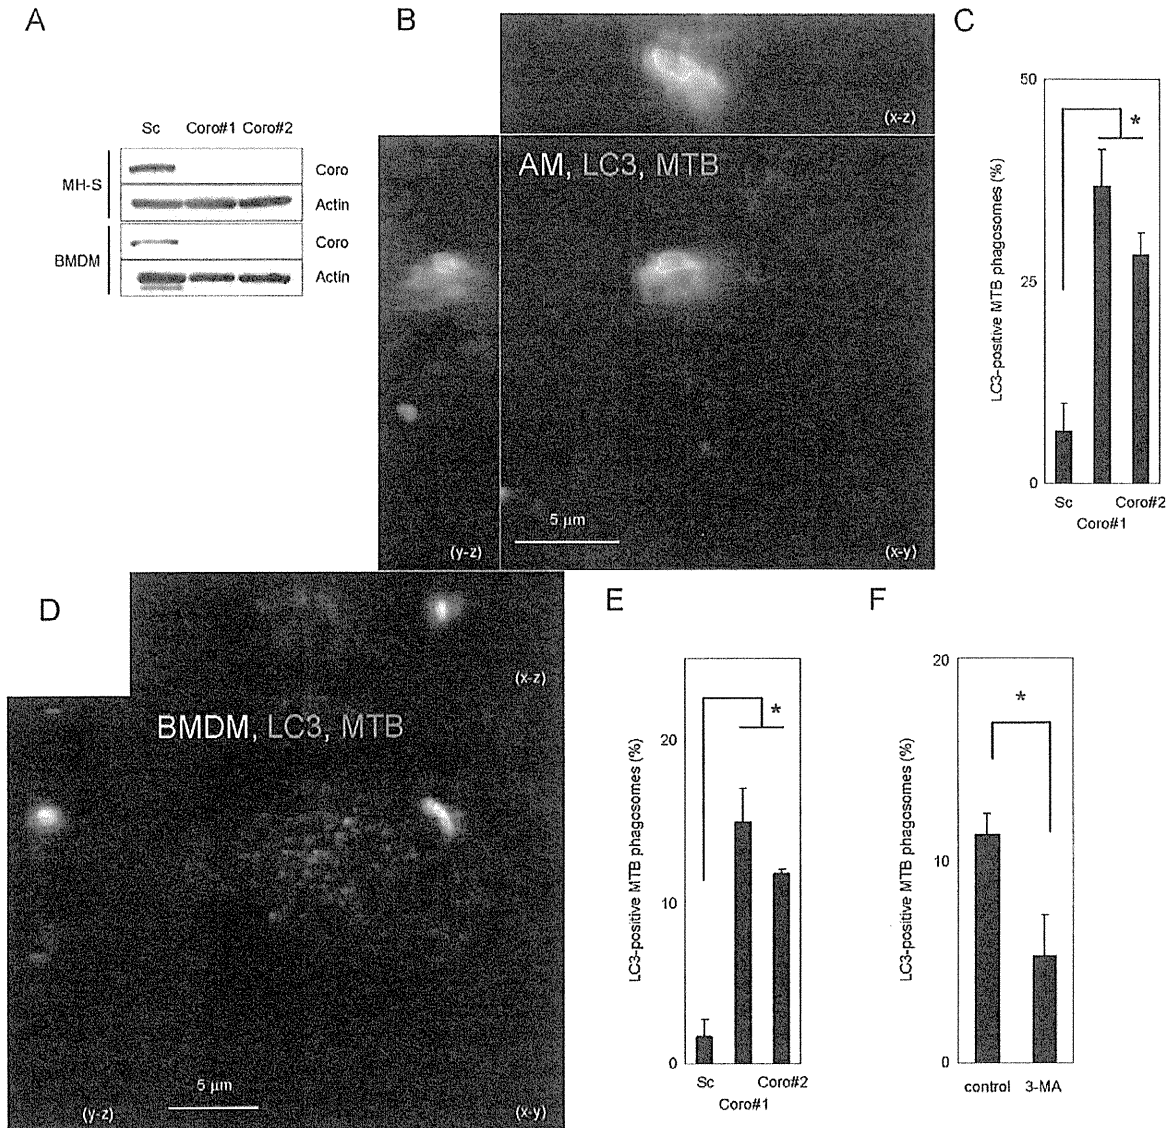 A
Sc Coro#1 Coro#2
MH-S
Coro
Actin
BMDM
Coro
Actin
B
(x-z)
AM, LC3, MTB
5 µm
(y-z)
(x-y)
C
LC3-positive MTB phagosomes (%)
50
25
0
*
Sc Coro#2
Coro#1
D
(x-z)
BMDM, LC3, MTB
5 µm
(y-z)
(x-y)
E
LC3-positive MTB phagosomes (%)
20
10
0
*
Sc Coro#2
Coro#1
F
LC3-positive MTB phagosomes (%)
20
10
0
*
control 3-MA